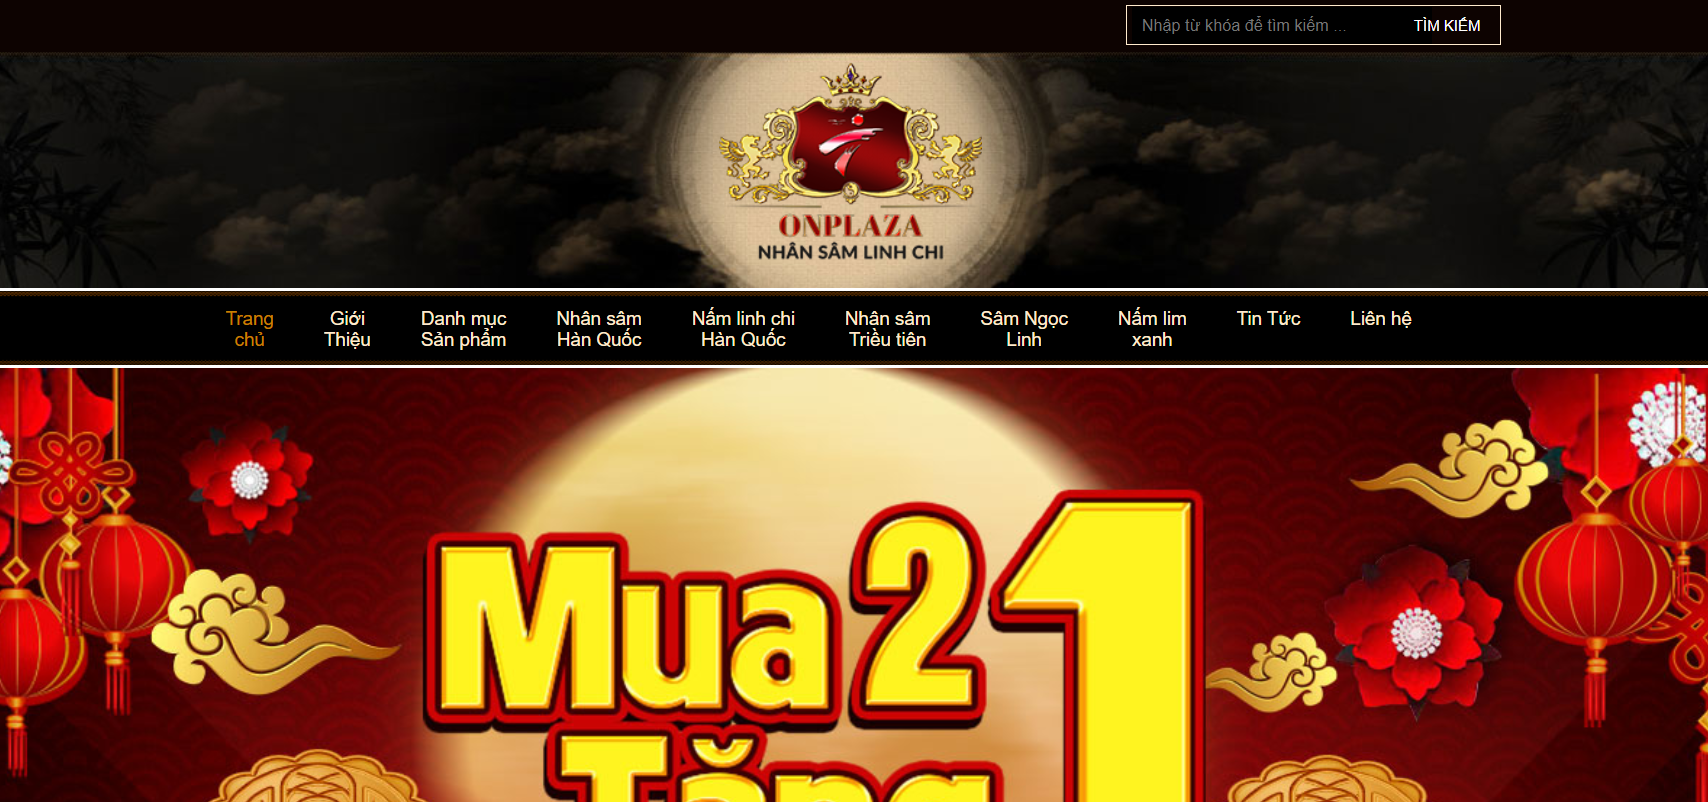 Nhập từ khóa để tìm kiếm ...
TÌM KIẾM
ONPLAZA
NHÂN SÂM LINH CHI
Trang
chủ
Giới
Thiệu
Danh mục
Sản phẩm
Nhân sâm
Hàn Quốc
Nấm linh chi
Hàn Quốc
Nhân sâm
Triều tiên
Sâm Ngọc
Linh
Nấm lim
xanh
Tin Tức
Liên hệ
Mua 2
Tặng 1